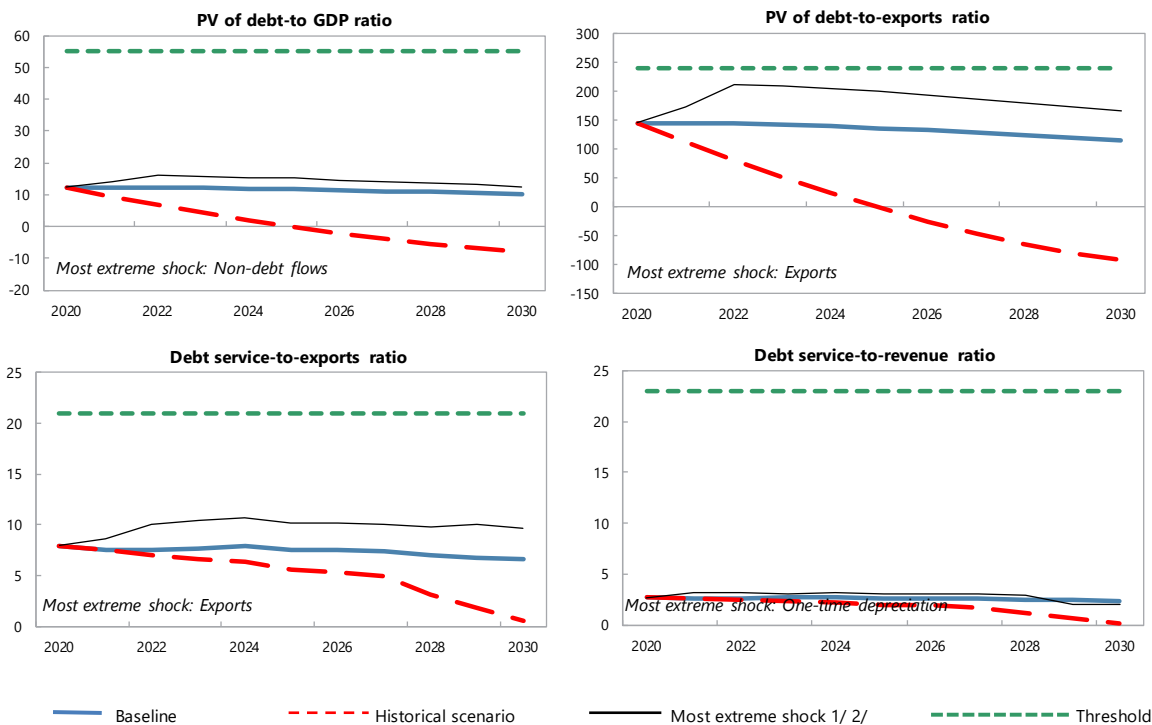 PV of debt-to GDP ratio
60
50
40
30
20
10
0
-10
-20
Most extreme shock: Non-debt flows
2020 2022 2024 2026 2028 2030
PV of debt-to-exports ratio
300
250
200
150
100
50
0
-50
-100
-150
Most extreme shock: Exports
2020 2022 2024 2026 2028 2030
Debt service-to-exports ratio
25
20
15
10
5
0
Most extreme shock: Exports
2020 2022 2024 2026 2028 2030
Debt service-to-revenue ratio
25
20
15
10
5
0
Most extreme shock: One-time depreciation
2020 2022 2024 2026 2028 2030
Baseline Historical scenario Most extreme shock 1/ 2/ Threshold